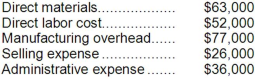 Direct materials.................. $63,000
Direct labor cost.................. $52,000
Manufacturing overhead...... $77,000
Selling expense .................. $26,000
Administrative expense ....... $36,000